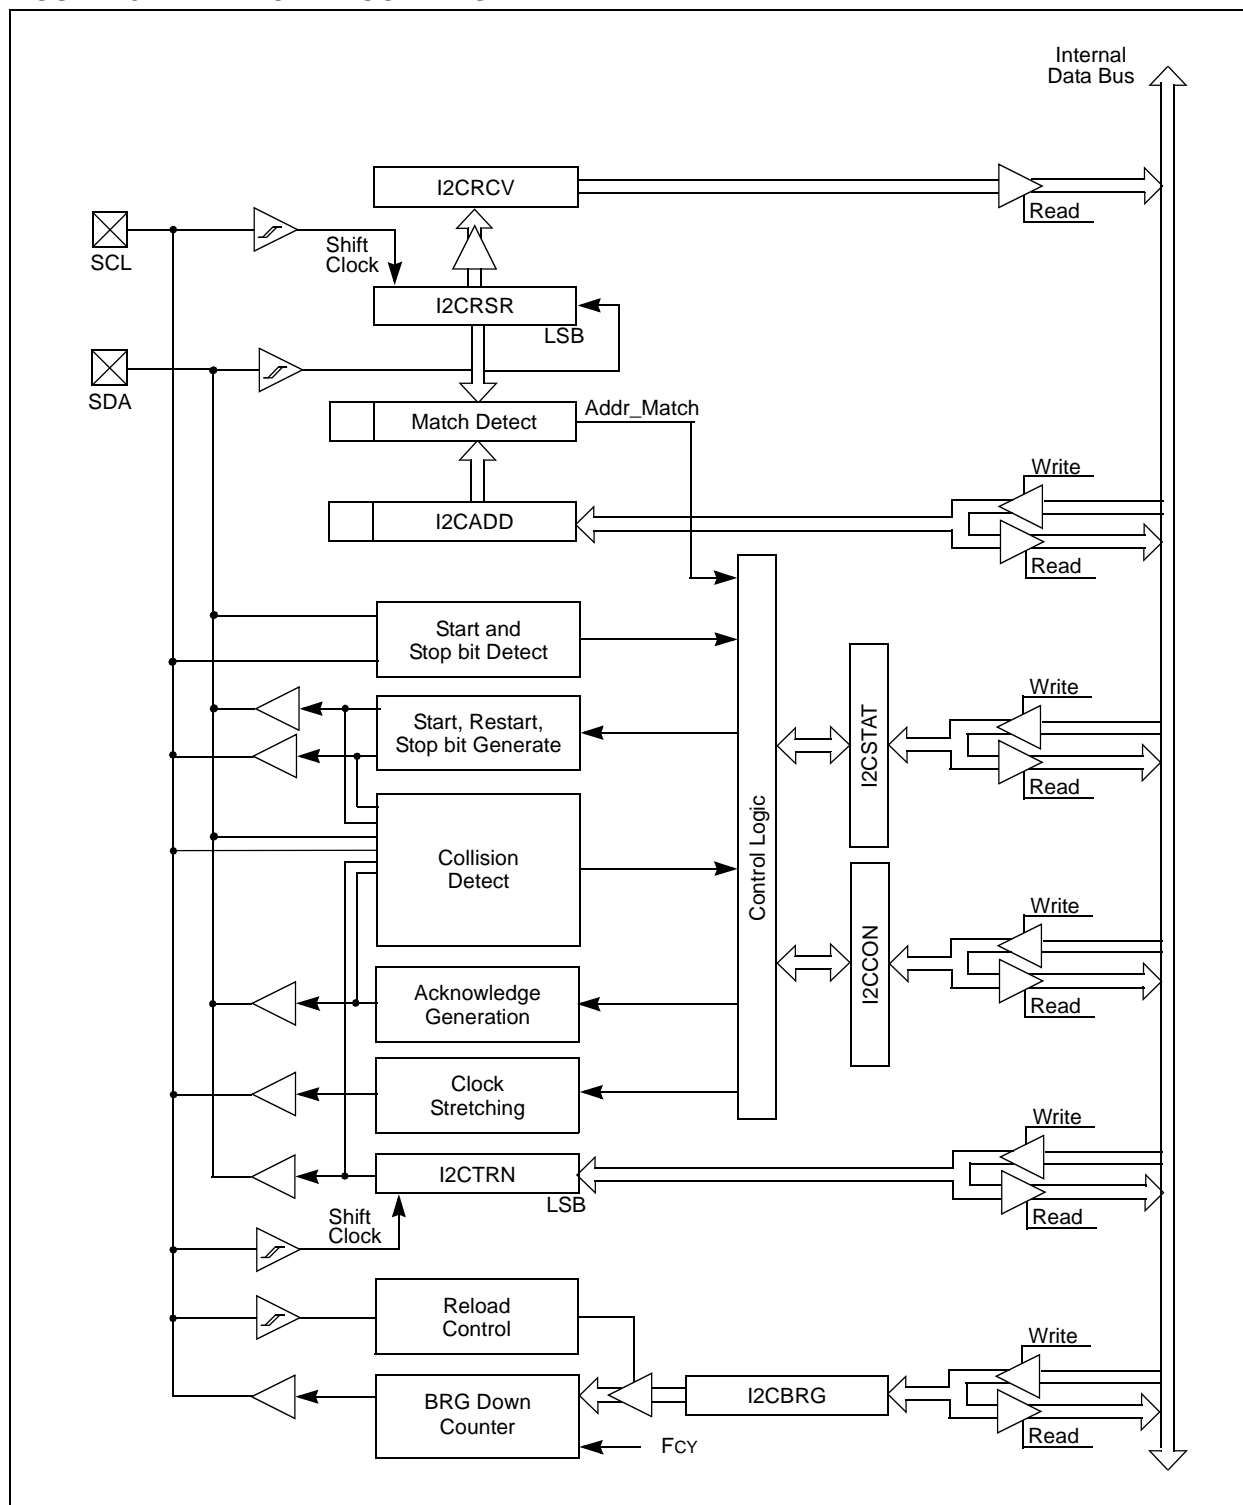 Internal
Data Bus
I2CRCV
Read
SCL
Shift
Clock
I2CRSR
LSB
SDA
Match Detect
Addr_Match
Write
I2CADD
Read
Start and
Stop bit Detect
Write
Start, Restart,
Stop bit Generate
I2CSTAT
Read
Control Logic
Collision
Detect
Write
I2CCON
Read
Acknowledge
Generation
Clock
Stretching
Write
I2CTRN
LSB
Read
Shift
Clock
Reload
Control
Write
I2CBRG
BRG Down
Counter
Read
FCY